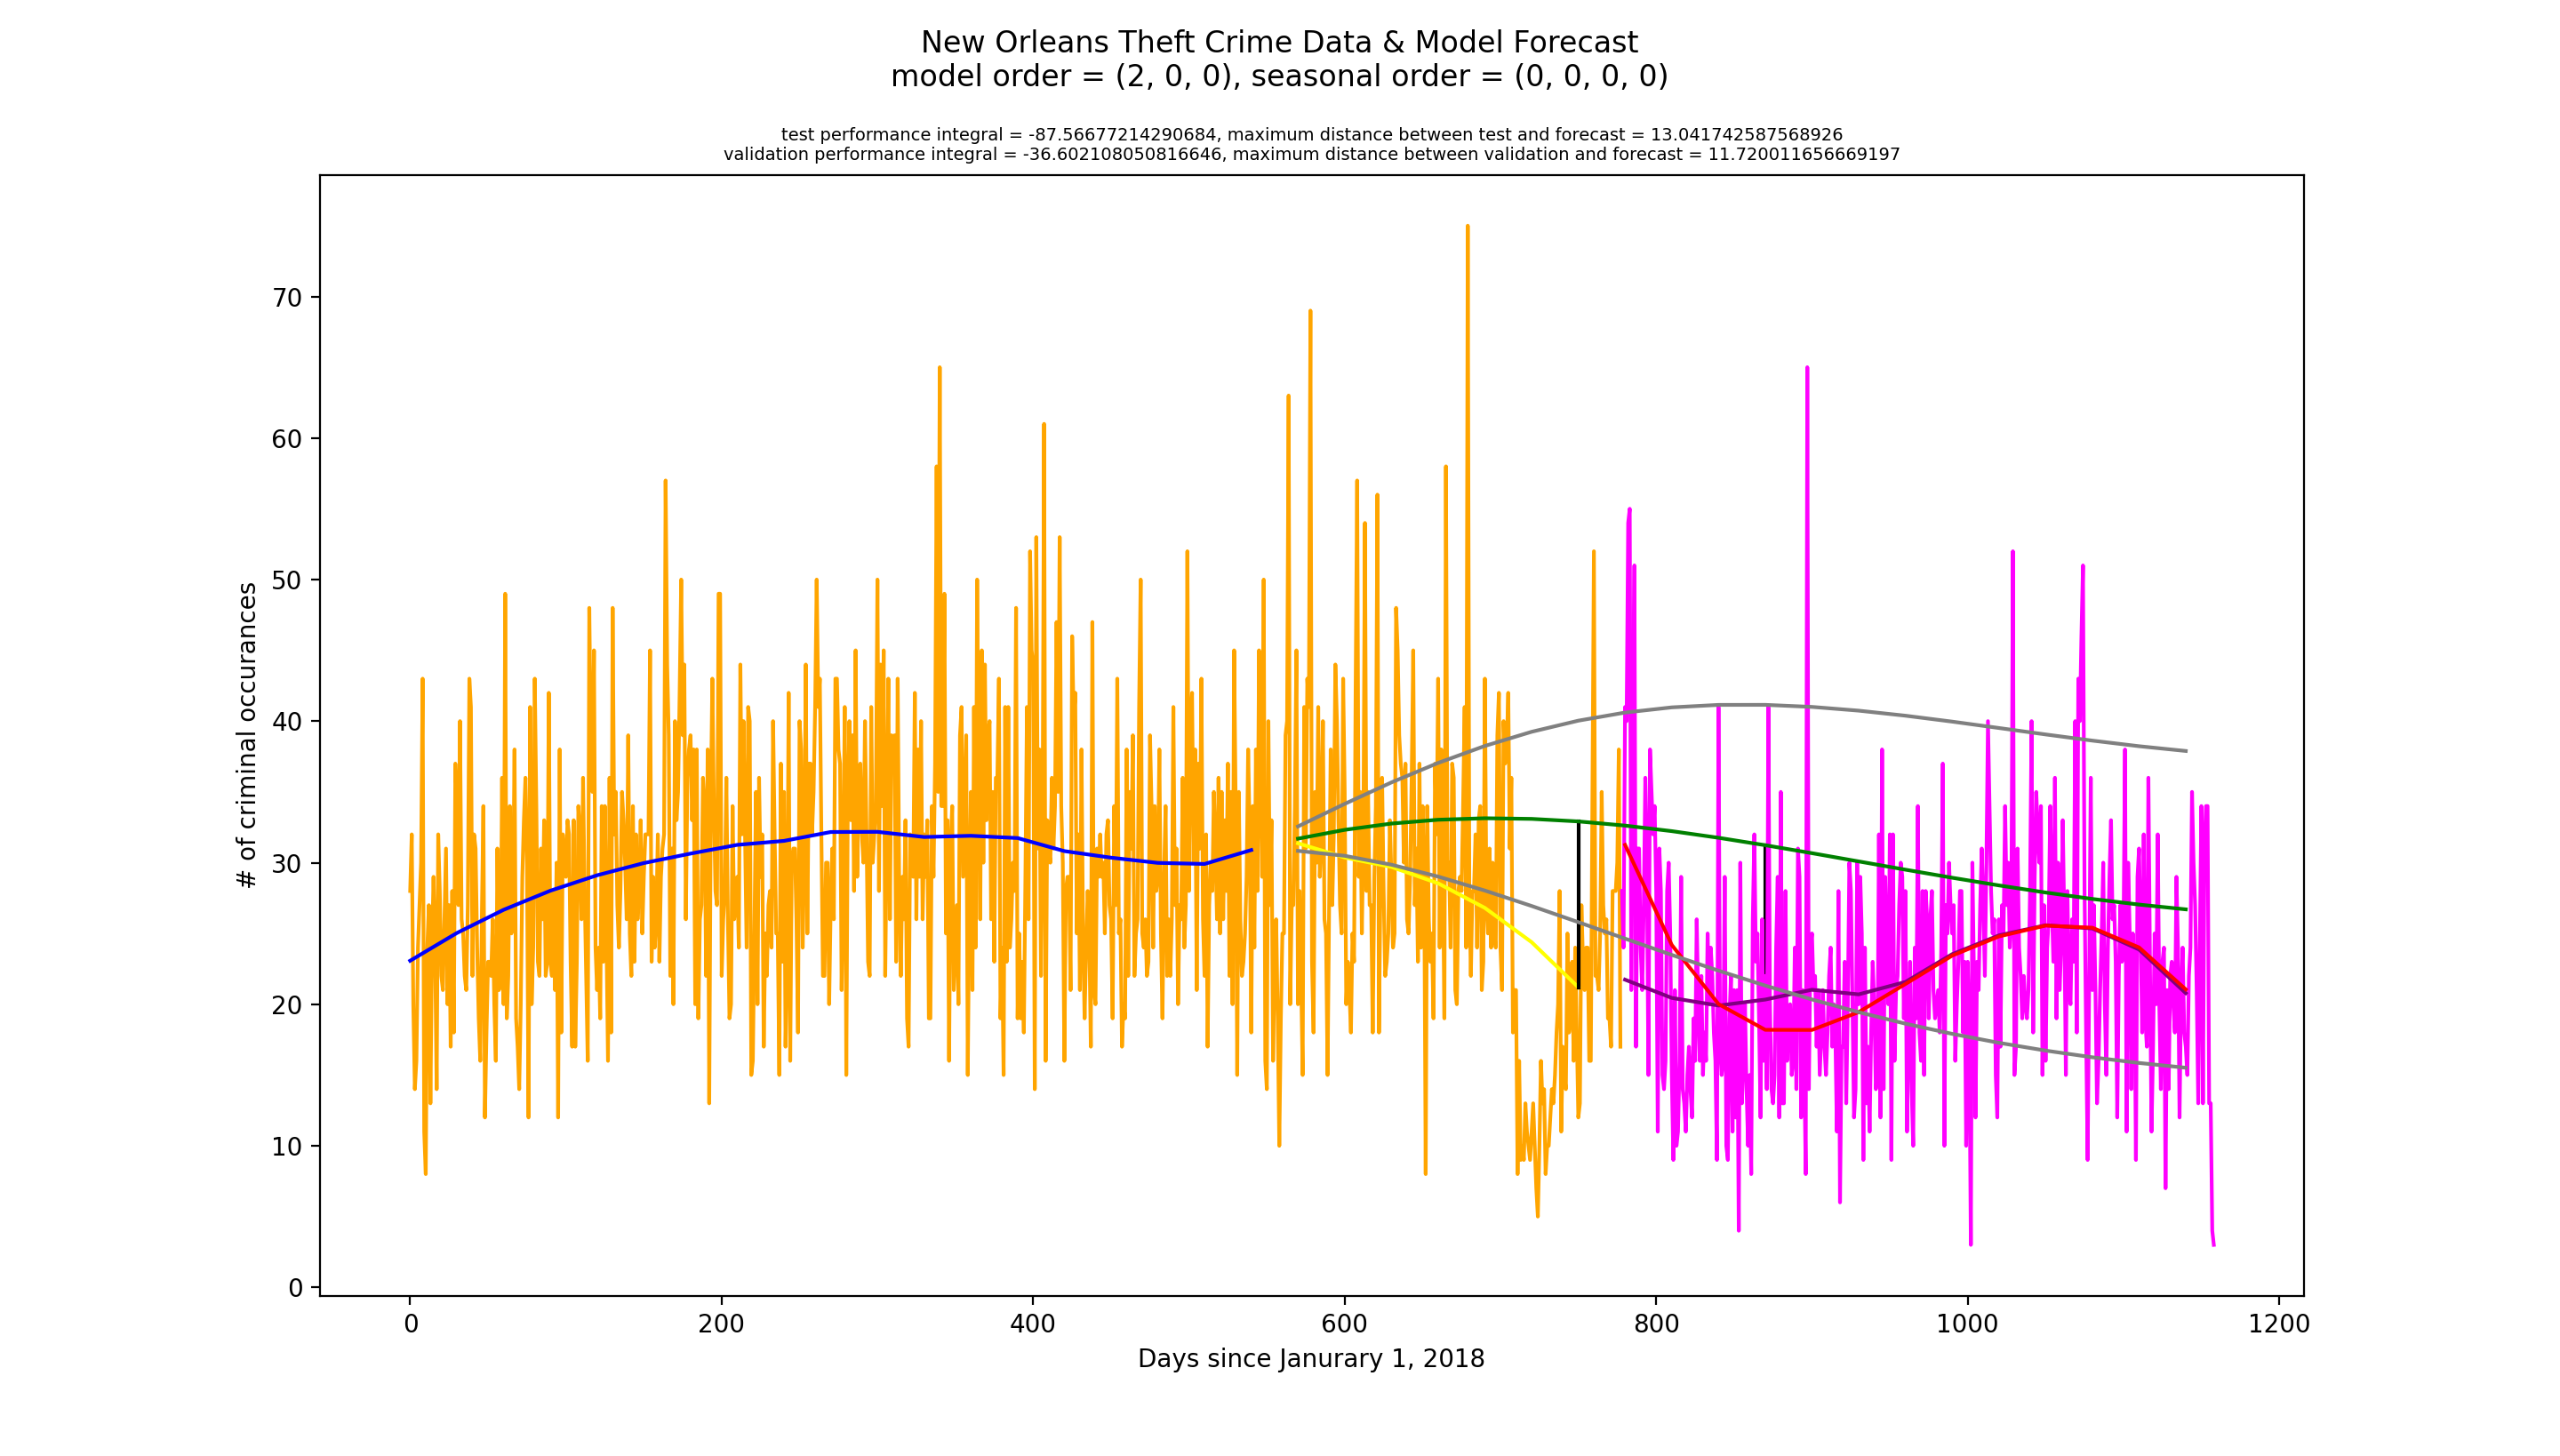 New Orleans Theft Crime Data & Model Forecast
model order = (2, 0, 0), seasonal order = (0, 0, 0, 0)
test performance integral = -87.56677214290684, maximum distance between test and forecast = 13.041742587568926
validation performance integral = -36.602108050816646, maximum distance between validation and forecast = 11.720011656669197
# of criminal occurances
70
60
50
40
30
20
10
0
0 200 400 600 800 1000 1200
Days since Janurary 1, 2018